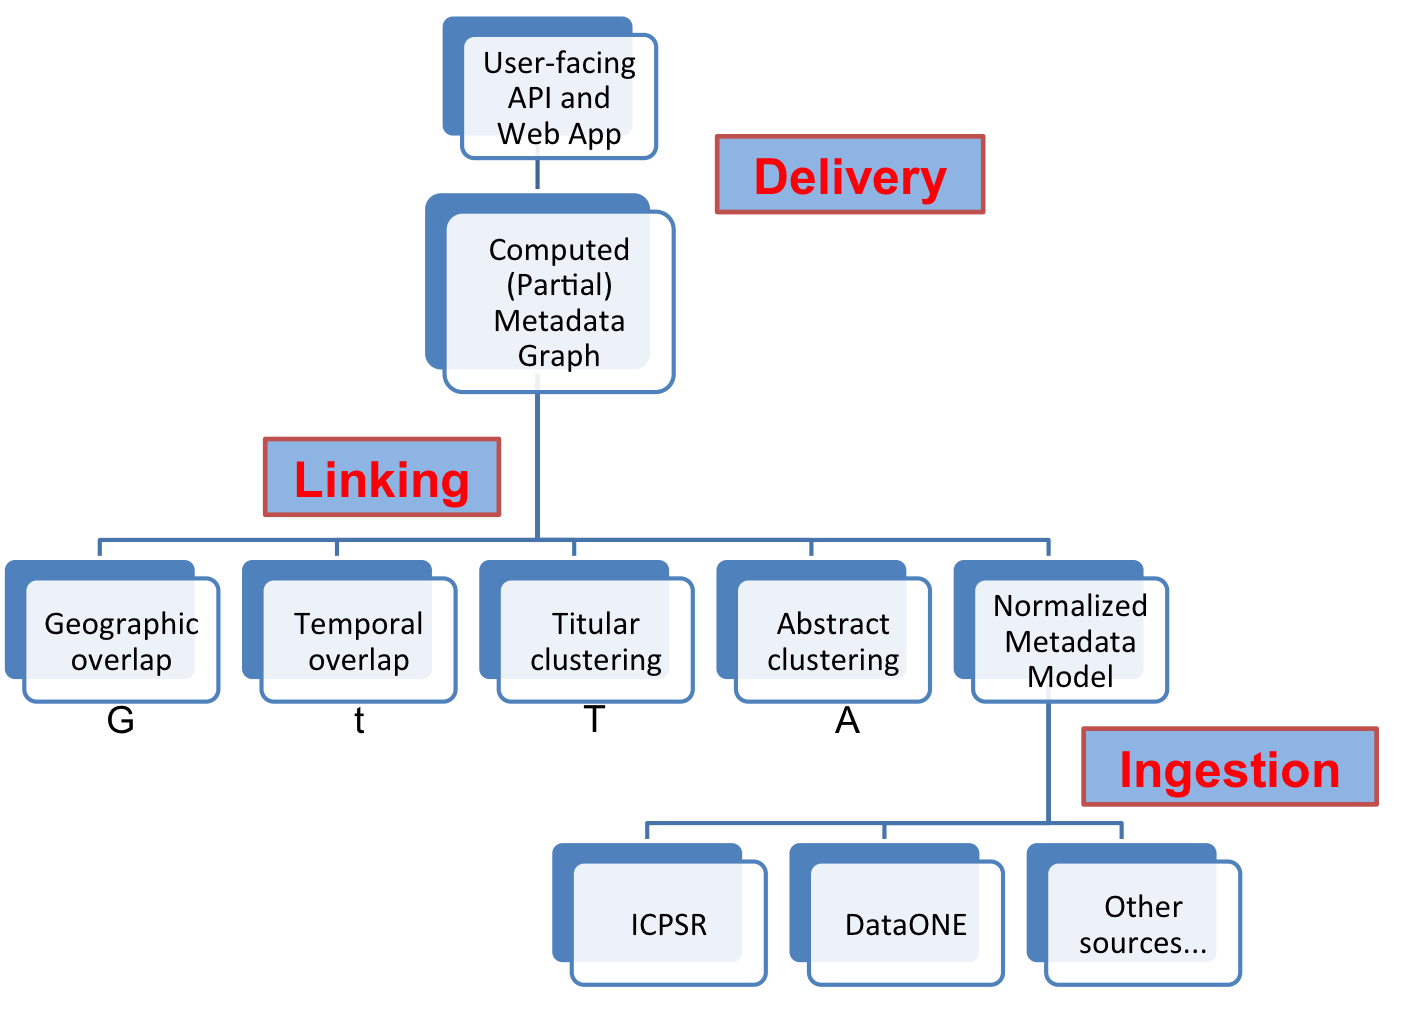 User-facing
API and
Web App
Delivery
Computed
(Partial)
Metadata
Graph
Linking
Geographic
overlap
G
Temporal
overlap
t
Titular
clustering
T
Abstract
clustering
A
Normalized
Metadata
Model
Ingestion
ICPSR
DataONE
Other
sources...